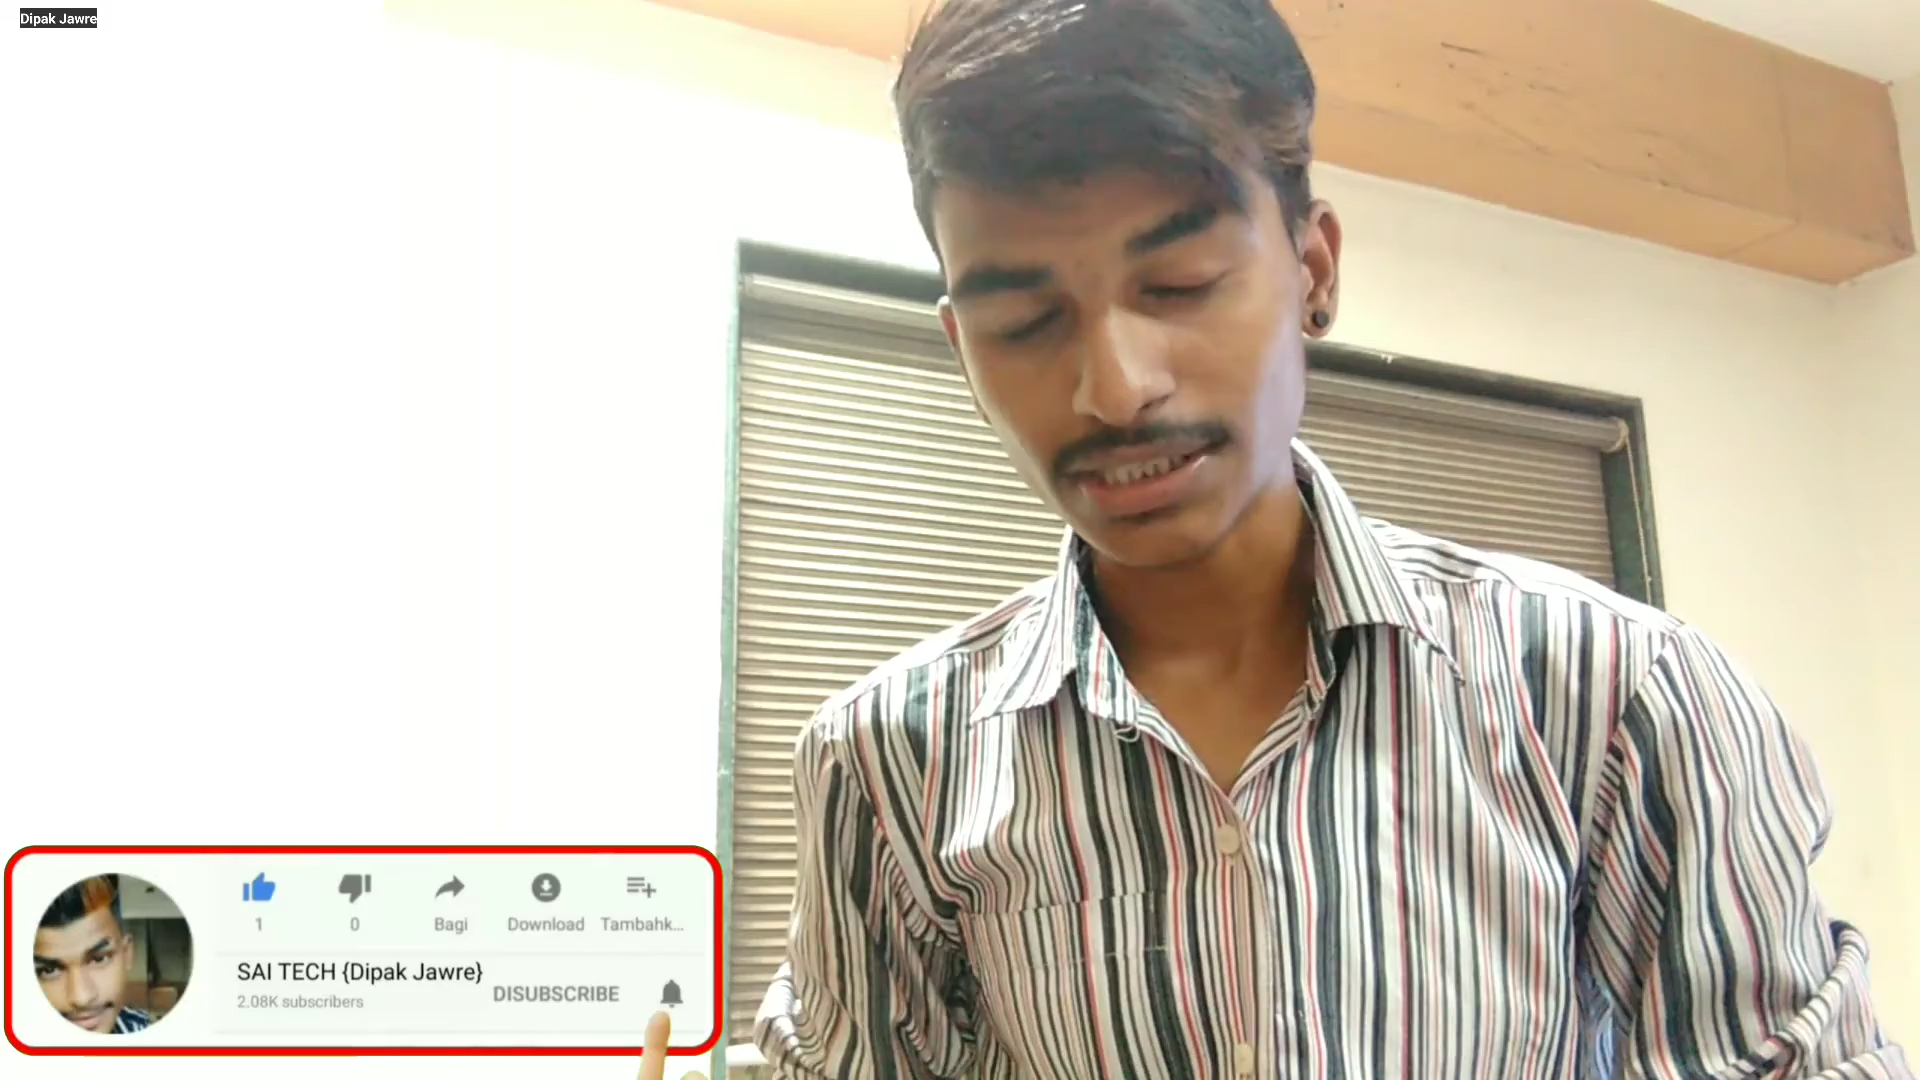 Dipak Jawre
1 0 Bagi Download Tambahk...
SAI TECH {Dipak Jawre}
2.08K subscribers
DISUBSCRIBE